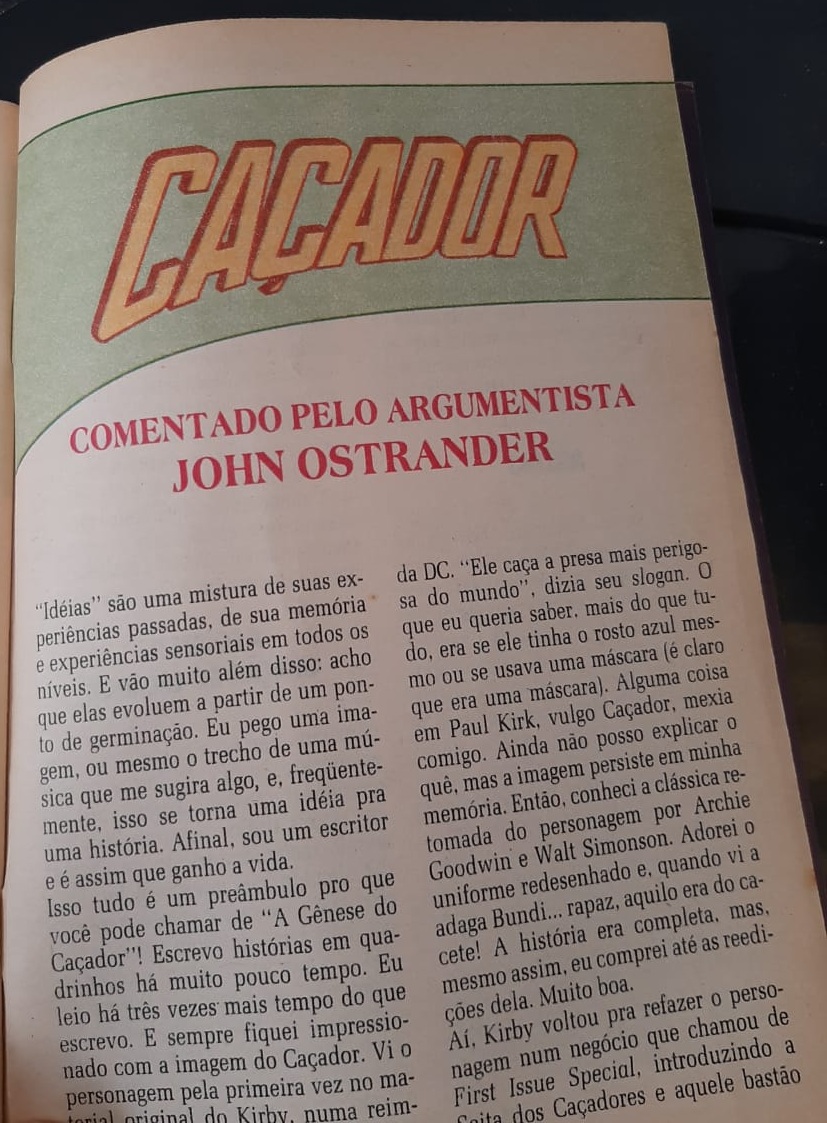 CAÇADOR
COMENTADO PELO ARGUMENTISTA
JOHN OSTRANDER
“Idéias” são uma mistura de suas ex-
periências passadas, de sua memória
e experiências sensoriais em todos os
níveis. E vão muito além disso: acho
que elas evoluem a partir de um pon-
to de germinação. Eu pego uma ima-
gem, ou mesmo o trecho de uma mú-
sica que me sugira algo, e, freqüente-
mente, isso se torna uma idéia pra
uma história. Afinal, sou um escritor
e é assim que ganho a vida.
Isso tudo é um preâmbulo pro que
você pode chamar de “A Gênese do
Caçador”! Escrevo histórias em qua-
drinhos há muito pouco tempo. Eu
leio há três vezes mais tempo do que
escrevo. E sempre fiquei impressio-
nado com a imagem do Caçador. Vi o
personagem pela primeira vez no ma-
terial original do Kirby, numa reim-
da DC. “Ele caça a presa mais perigo-
sa do mundo”, dizia seu slogan. O
que eu queria saber, mais do que tu-
do, era se ele tinha o rosto azul mes-
mo ou se usava uma máscara (é claro
que era uma máscara). Alguma coisa
em Paul Kirk, vulgo Caçador, mexia
comigo. Ainda não posso explicar o
quê, mas a imagem persiste em minha
memória. Então, conheci a clássica re-
tomada do personagem por Archie
Goodwin e Walt Simonson. Adorei o
uniforme redesenhado e, quando vi a
adaga Bundi... rapaz, aquilo era do ca-
cete! A história era completa, mas,
mesmo assim, eu comprei até as reedi-
ções dela. Muito boa.
Aí, Kirby voltou pra refazer o perso-
nagem num negócio que chamou de
First Issue Special, introduzindo a
Seita dos Caçadores e aquele bastão